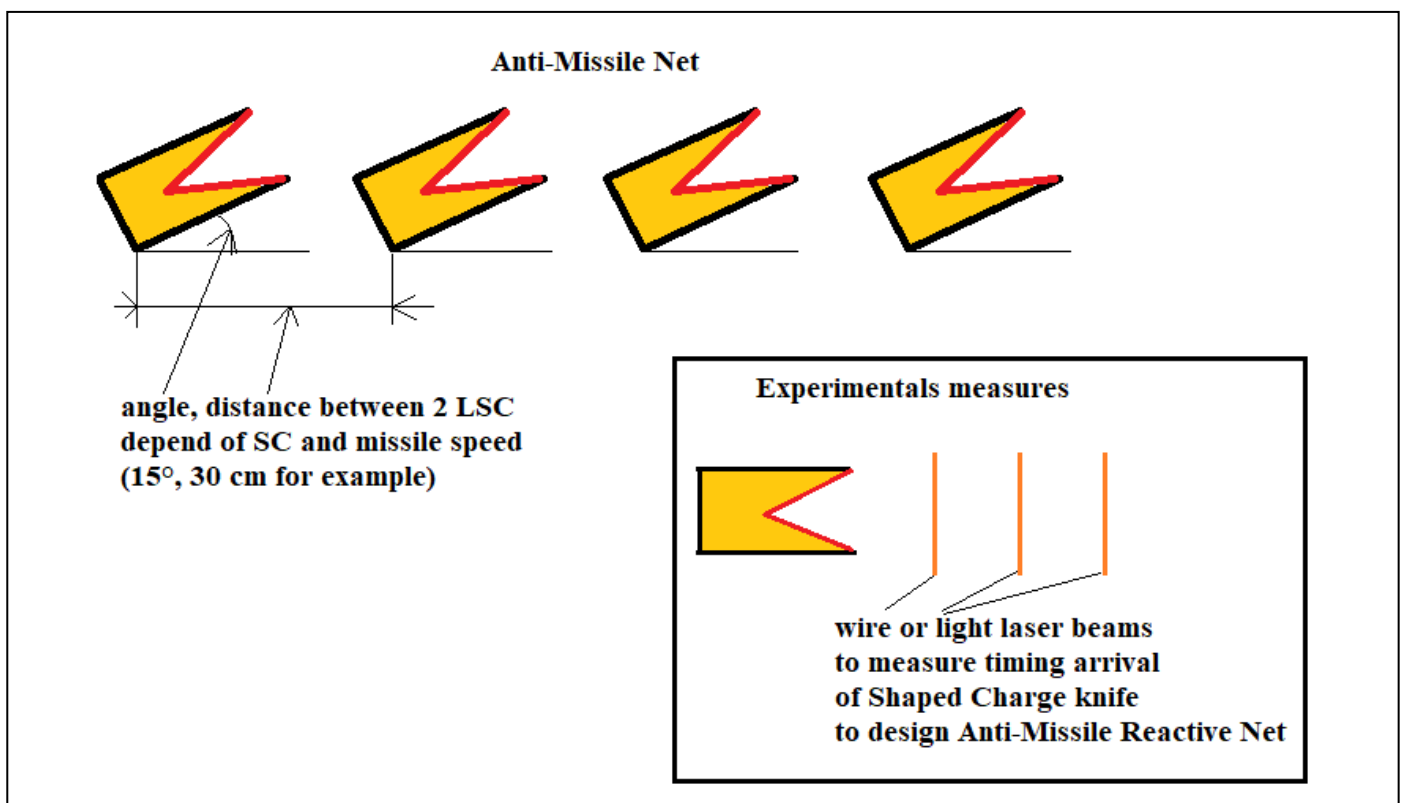 Anti-Missile Net
angle, distance between 2 LSC
depend of SC and missile speed
(15°, 30 cm for example)
Experimentals measures
wire or light laser beams
to measure timing arrival
of Shaped Charge knife
to design Anti-Missile Reactive Net